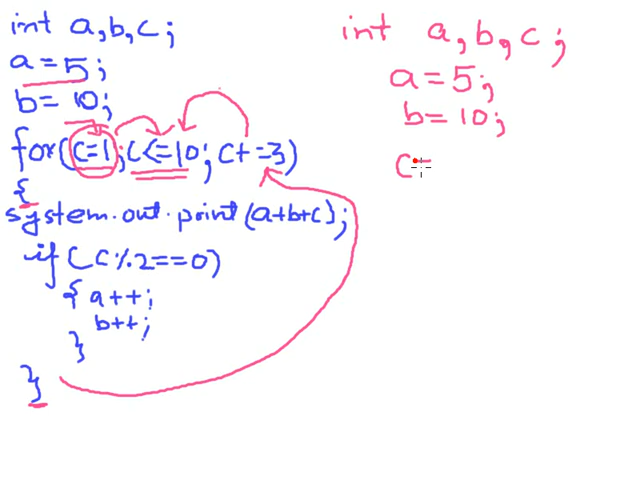 int a,b,c;
a=5;
b=10;
for(c=1;c<=10;c+=3)
{
system.out.print(a+b+c);
if(c%2==0)
{a++;
b++;
}
}
int a,b,c;
a=5;
b=10;
c=